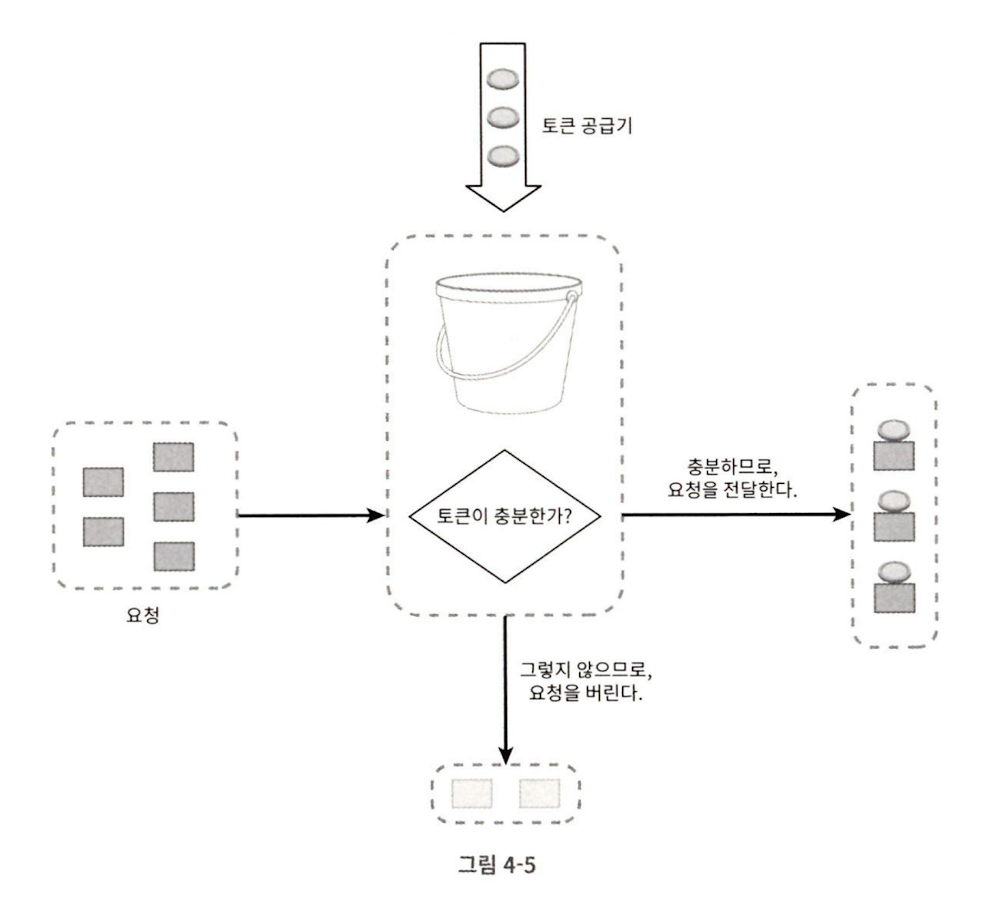 토큰 공급기
충분하므로,
요청을 전달한다.
토큰이 충분한가?
요청
그렇지 않으므로,
요청을 버린다.
그림 4-5